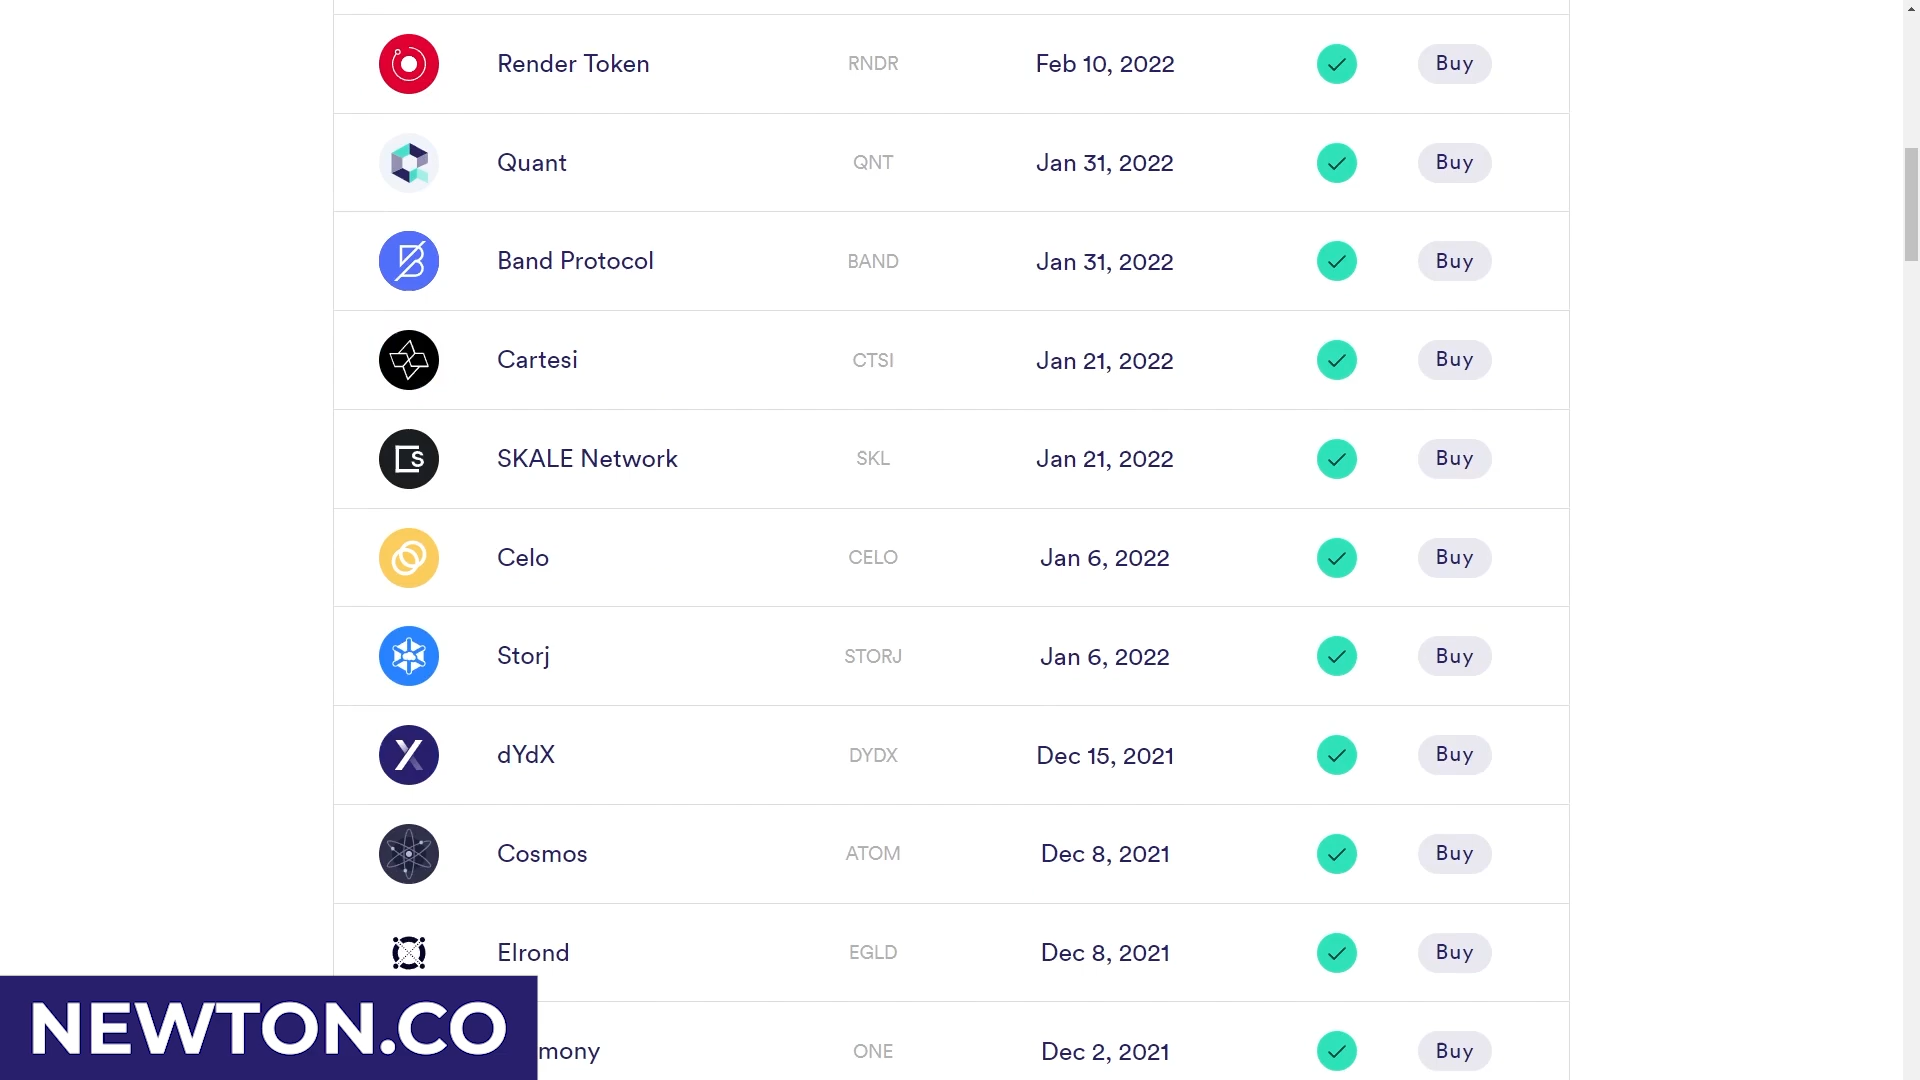 Render Token RNDR Feb 10, 2022 Buy
Quant QNT Jan 31, 2022 Buy
Band Protocol BAND Jan 31, 2022 Buy
Cartesi CTSI Jan 21, 2022 Buy
SKALE Network SKL Jan 21, 2022 Buy
Celo CELO Jan 6, 2022 Buy
Storj STORJ Jan 6, 2022 Buy
dYdX DYDX Dec 15, 2021 Buy
Cosmos ATOM Dec 8, 2021 Buy
Elrond EGLD Dec 8, 2021 Buy
mony ONE Dec 2, 2021 Buy
NEWTON.CO